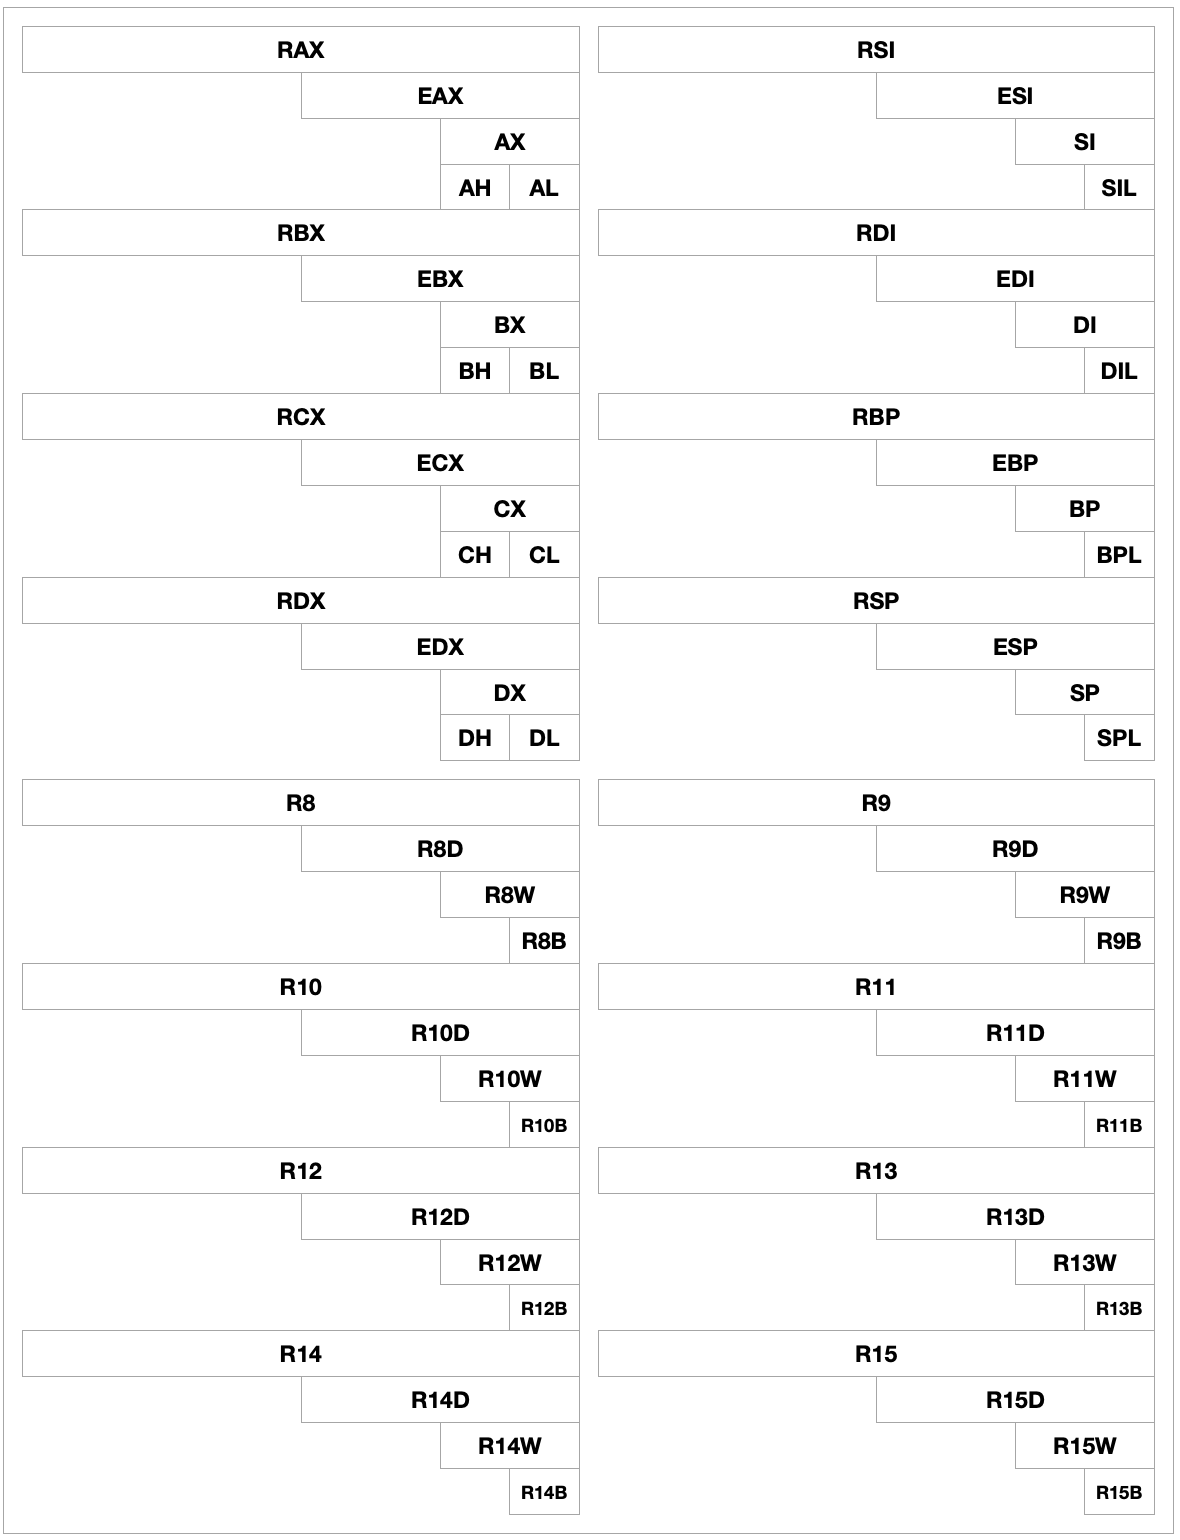 RAX
EAX
AX
AH AL
RBX
EBX
BX
BH BL
RCX
ECX
CX
CH CL
RDX
EDX
DX
DH DL
RSI
ESI
SI
SIL
RDI
EDI
DI
DIL
RBP
EBP
BP
BPL
RSP
ESP
SP
SPL
R8
R8D
R8W
R8B
R10
R10D
R10W
R10B
R12
R12D
R12W
R12B
R14
R14D
R14W
R14B
R9
R9D
R9W
R9B
R11
R11D
R11W
R11B
R13
R13D
R13W
R13B
R15
R15D
R15W
R15B